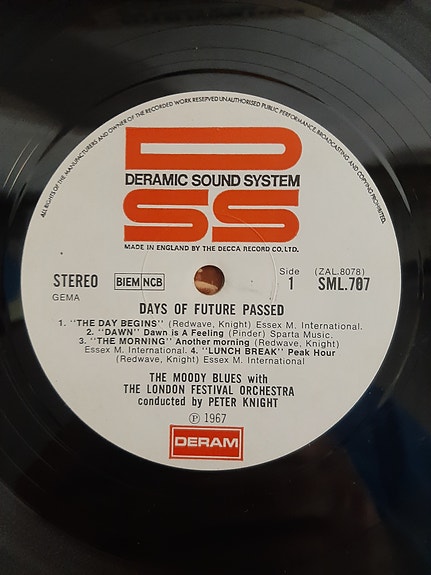 ALL RIGHTS OF THE MANUFACTURERS AND OWNER OF THE RECORDED WORK RESERVED UNAUTHORISED PUBLIC PERFORMANCE, BROADCASTING AND COPYING PROHIBITED.
D
DERAMIC SOUND SYSTEM
SS
MADE IN ENGLAND BY THE DECCA RECORD CO. LTD.
STEREO BIEM NCB Side (ZAL.8078)
GEMA 1 SML.707
DAYS OF FUTURE PASSED
1. "THE DAY BEGINS" (Redwave, Knight) Essex M. International.
2. "DAWN" Dawn is A Feeling (Pinder) Sparta Music.
3. "THE MORNING" Another morning (Redwave, Knight)
Essex M. International. 4. "LUNCH BREAK" Peak Hour
(Redwave, Knight) Essex M. International
THE MOODY BLUES with
THE LONDON FESTIVAL ORCHESTRA
conducted by PETER KNIGHT
Ⓟ 1967
DERAM